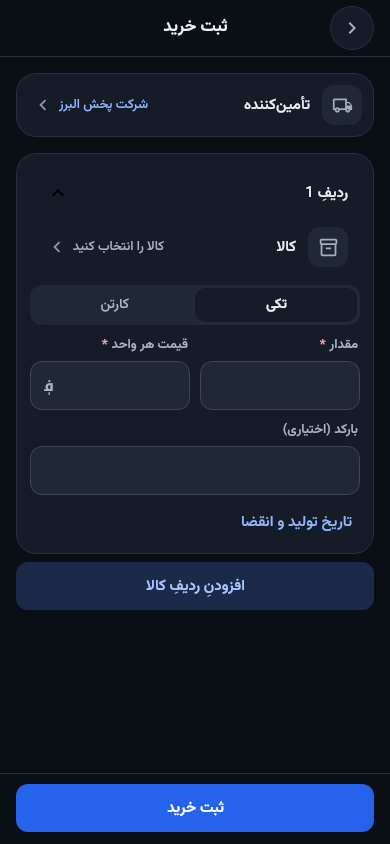 ثبت خرید
تأمین‌کننده
شرکت پخش البرز
ردیفِ 1
کالا
کالا را انتخاب کنید
تکی
کارتن
مقدار *
قیمت هر واحد *
؋
بارکد (اختیاری)
تاریخ تولید و انقضا
افزودنِ ردیفِ کالا
ثبت خرید